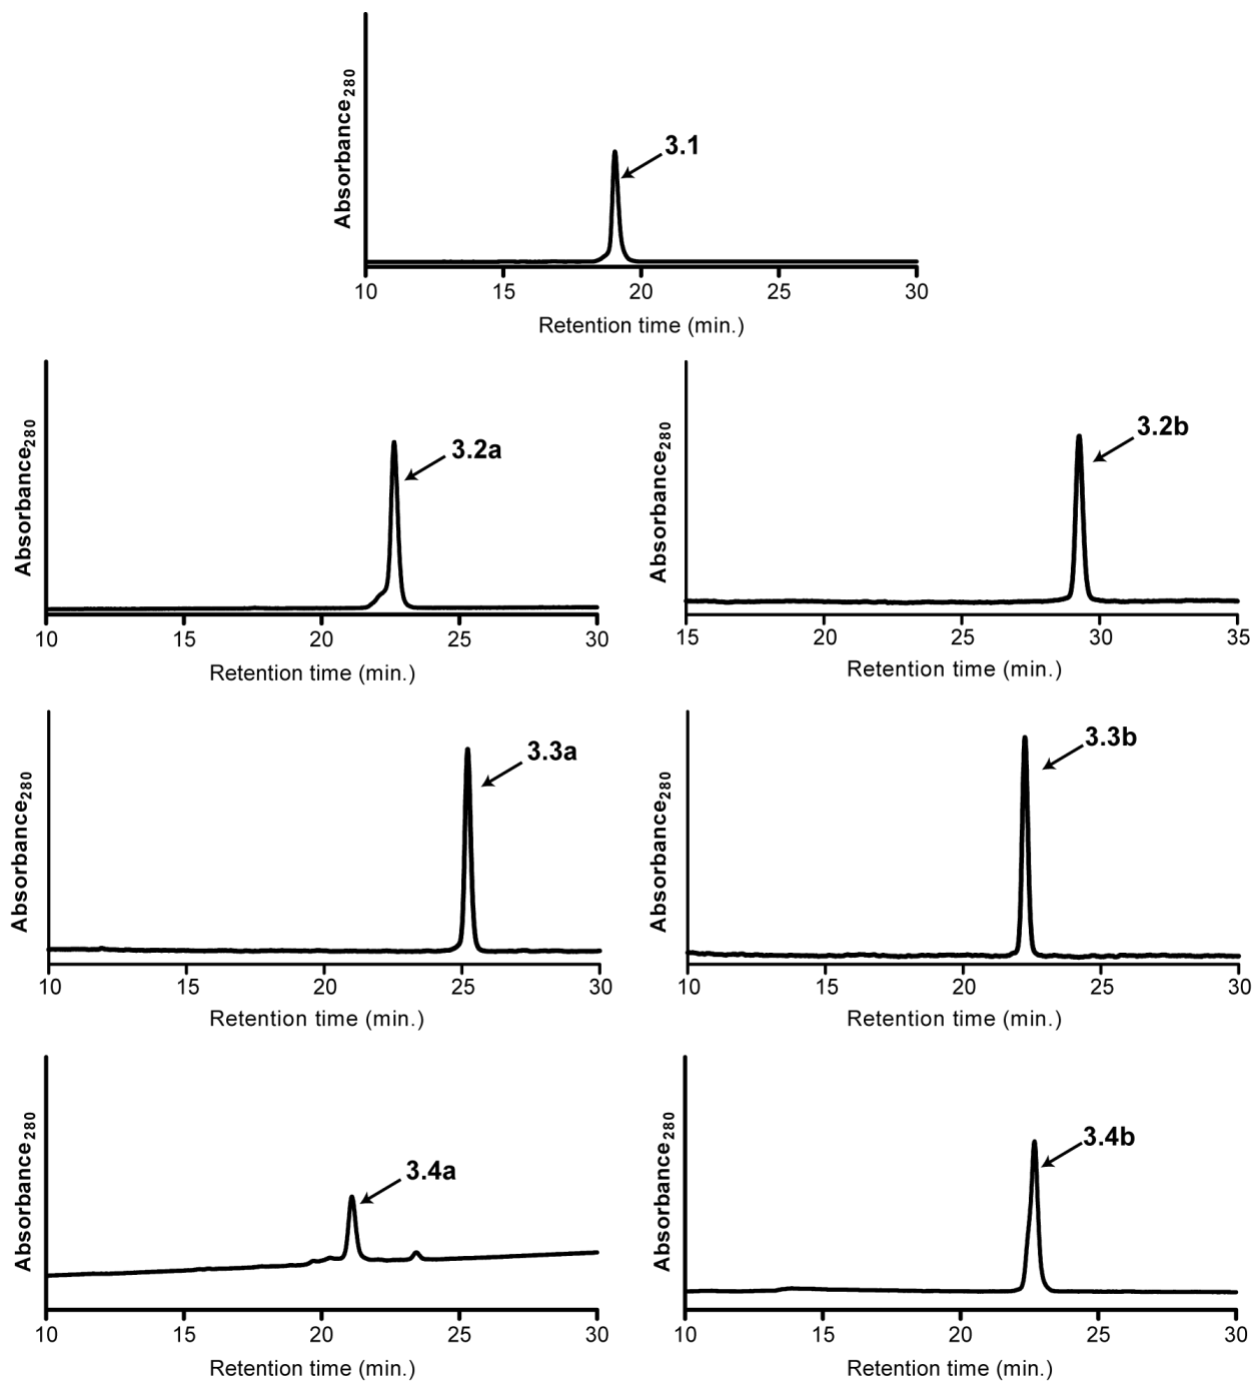 Absorbance280
3.1
10 15 20 25 30
Retention time (min.)
Absorbance280
3.2a
10 15 20 25 30
Retention time (min.)
Absorbance280
3.2b
15 20 25 30 35
Retention time (min.)
Absorbance280
3.3a
10 15 20 25 30
Retention time (min.)
Absorbance280
3.3b
10 15 20 25 30
Retention time (min.)
Absorbance280
3.4a
10 15 20 25 30
Retention time (min.)
Absorbance280
3.4b
10 15 20 25 30
Retention time (min.)